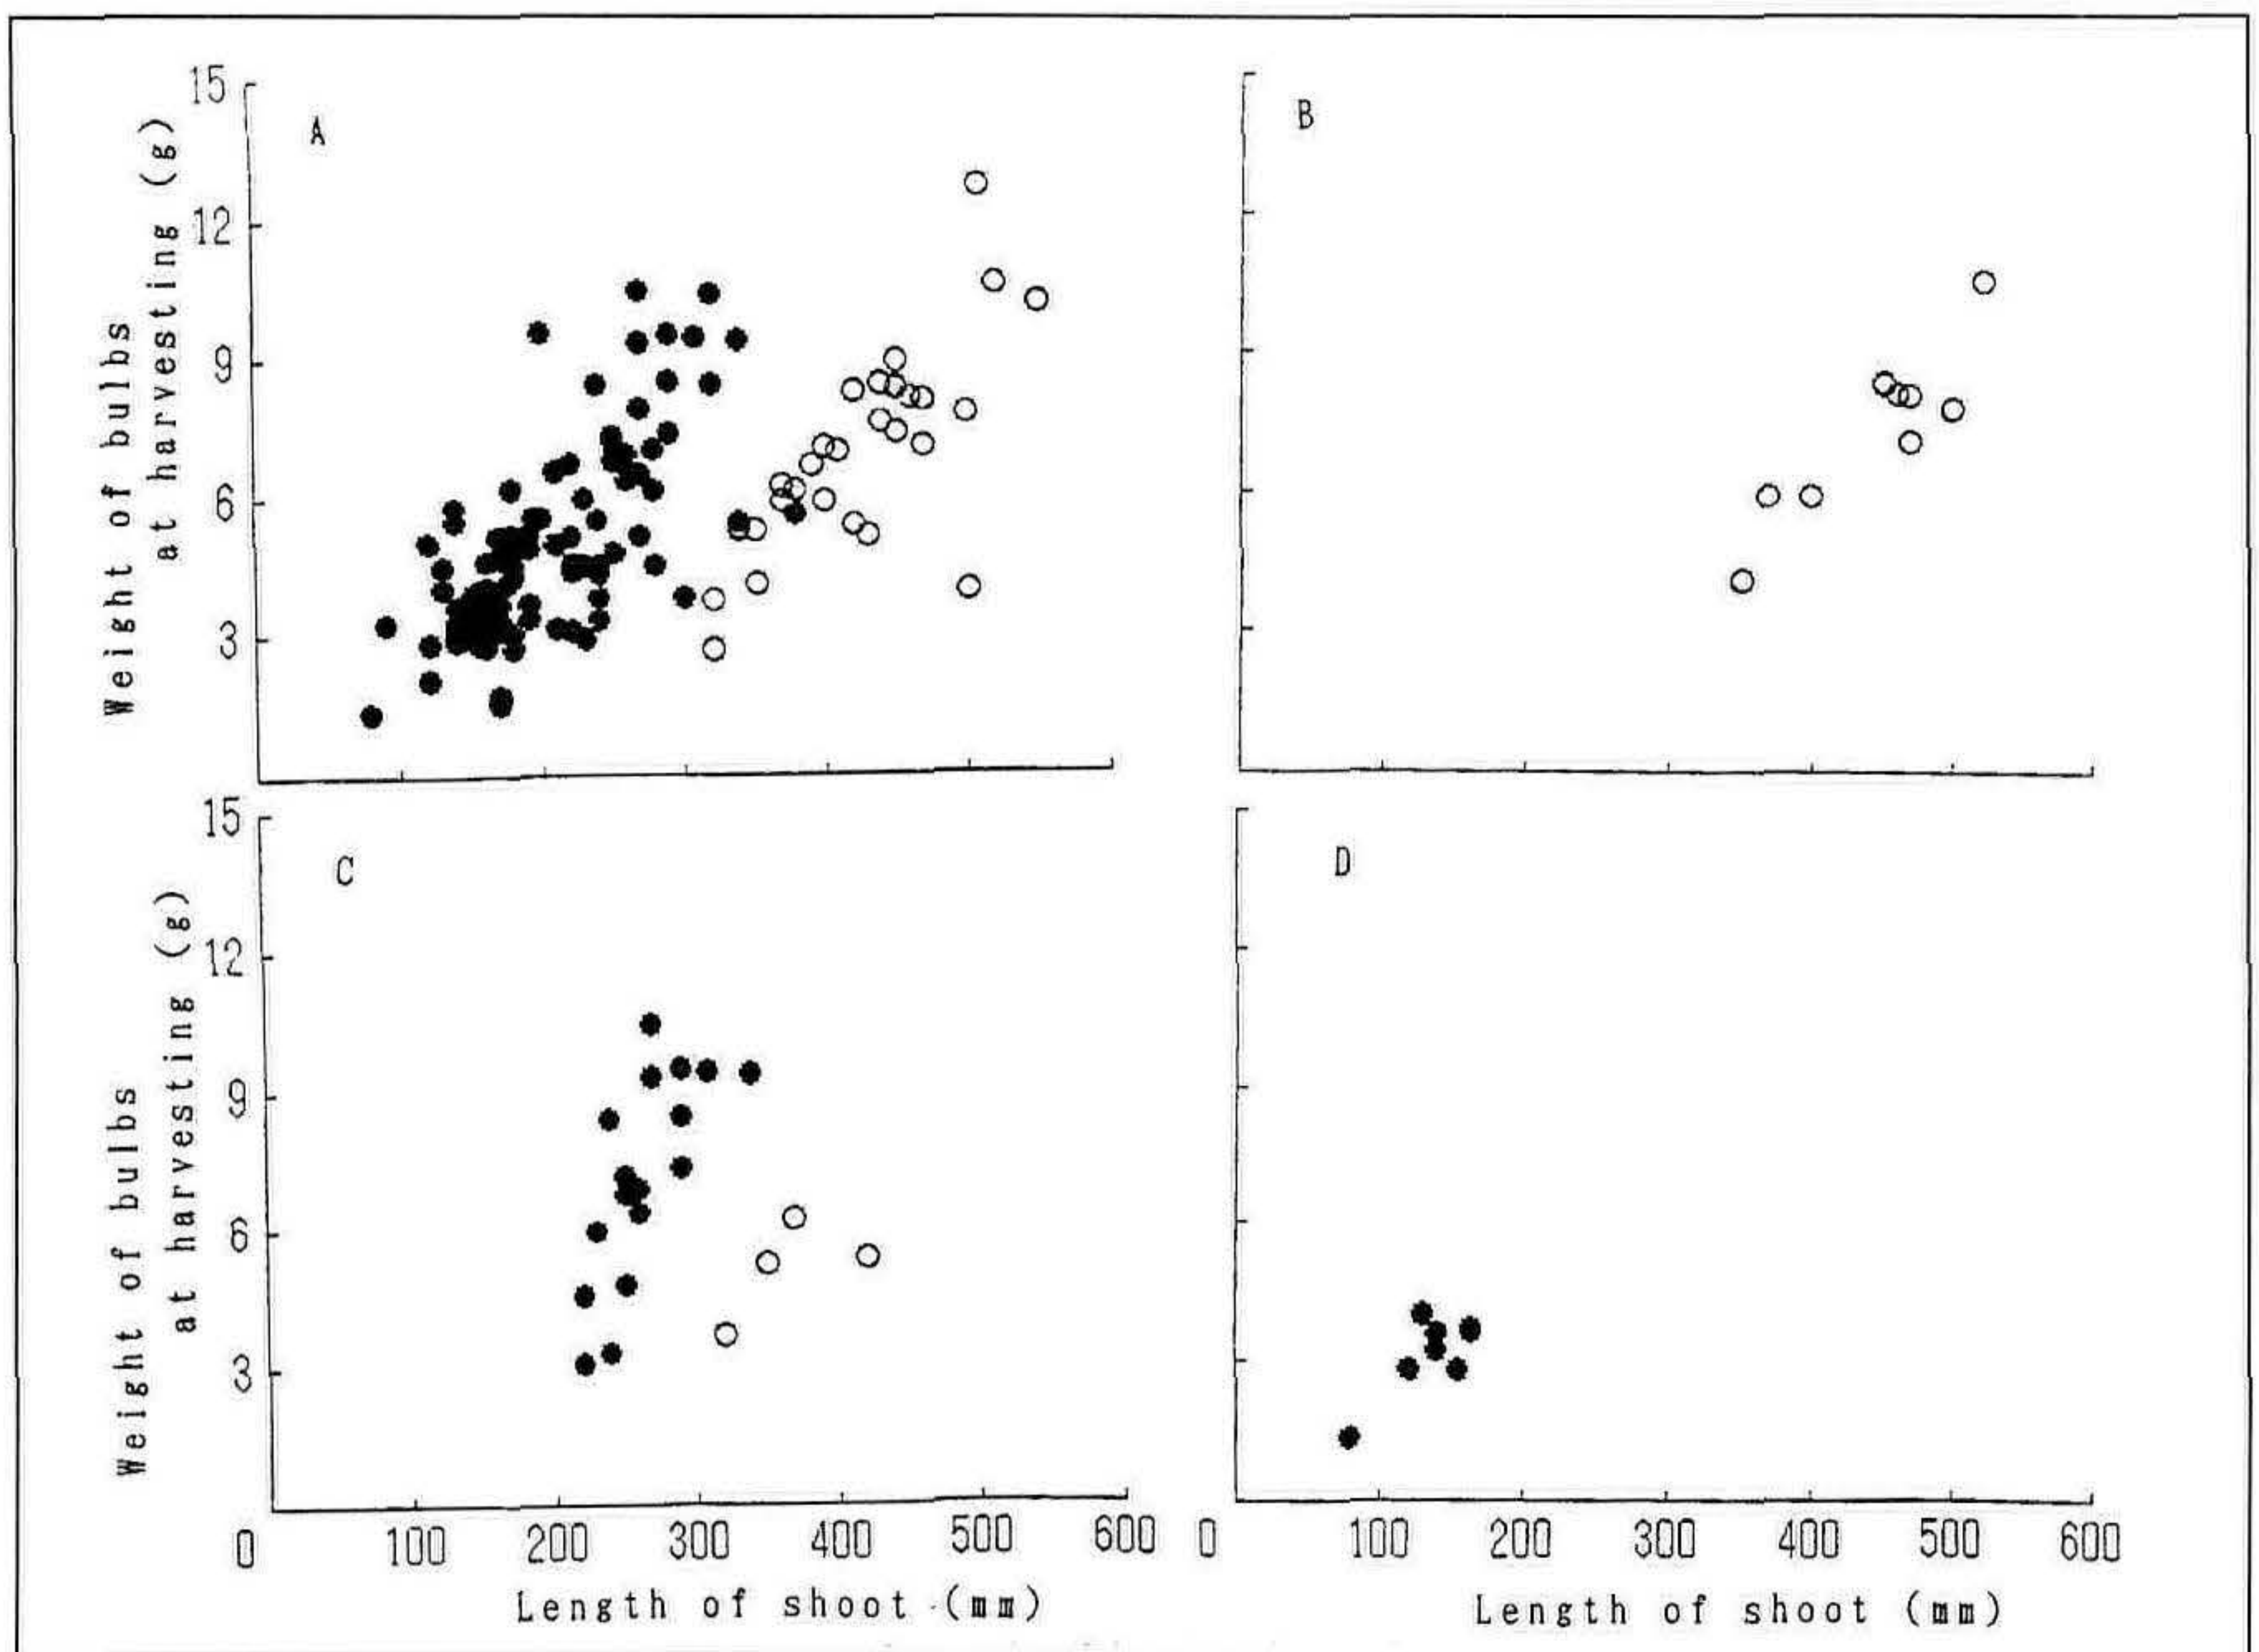 15
A
B
12
9
6
3
Weight of bulbs
at harvesting (g)
15
C
D
12
9
6
3
Weight of bulbs
at harvesting (g)
0 100 200 300 400 500 600 0 100 200 300 400 500 600
Length of shoot (mm) Length of shoot (mm)